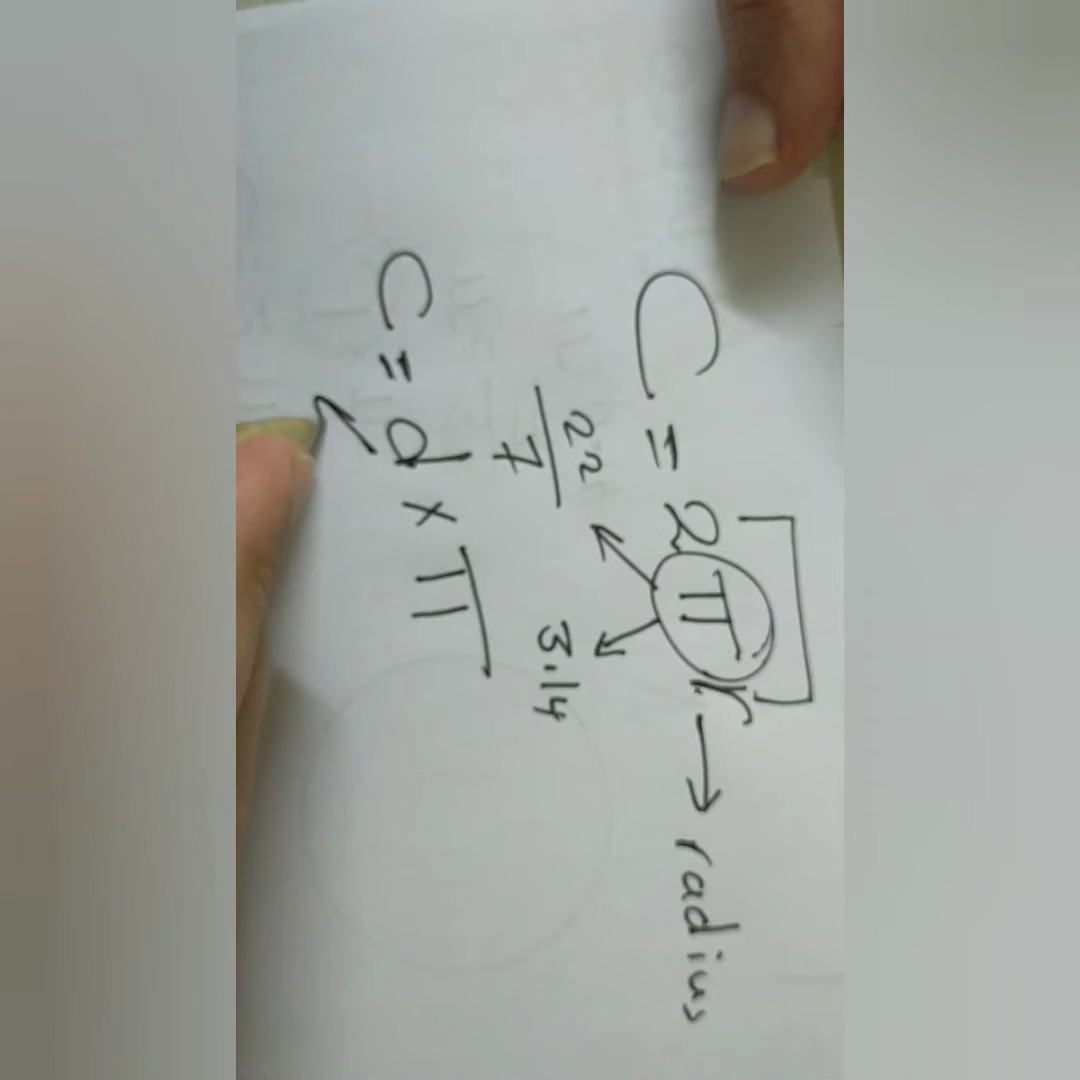 C = 2πr → radius
22/7 3.14
C = d × π